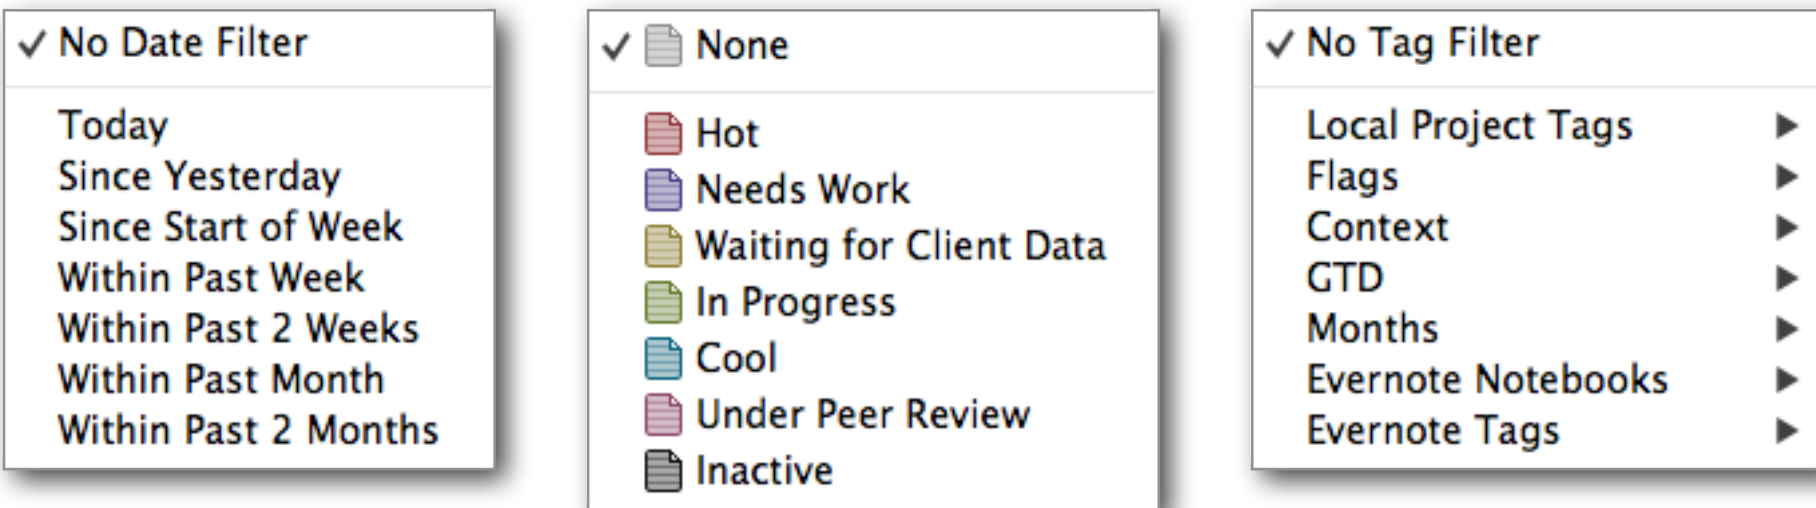 No Date Filter
Today
Since Yesterday
Since Start of Week
Within Past Week
Within Past 2 Weeks
Within Past Month
Within Past 2 Months
None
Hot
Needs Work
Waiting for Client Data
In Progress
Cool
Under Peer Review
Inactive
No Tag Filter
Local Project Tags
Flags
Context
GTD
Months
Evernote Notebooks
Evernote Tags